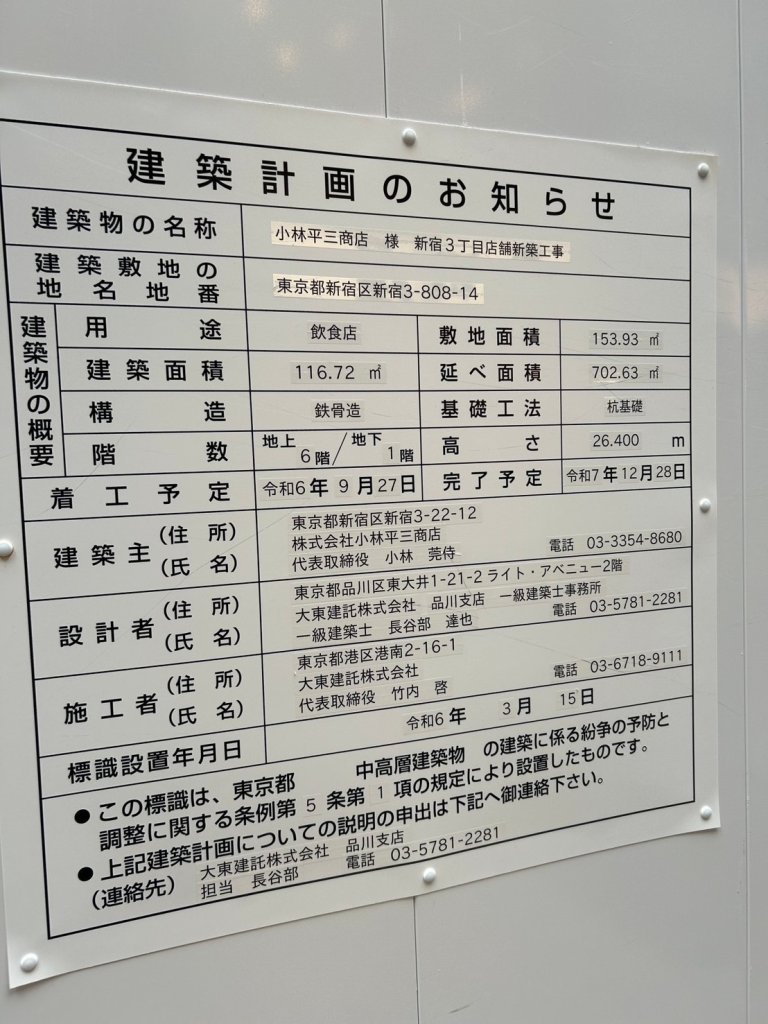 建築計画のお知らせ
建築物の名称 小林平三商店 様 新宿3丁目店舗新築工事
建築敷地の地名地番 東京都新宿区新宿3-808-14
建築物の概要
用途 飲食店 敷地面積 153.93 ㎡
建築面積 116.72 ㎡ 延べ面積 702.63 ㎡
構造 鉄骨造 基礎工法 杭基礎
階数 地上 6階/地下 1階 高さ 26.400 m
着工予定 令和6年 9月27日 完了予定 令和7年12月28日
建築主(住所)(氏名)
東京都新宿区新宿3-22-12
株式会社小林平三商店
代表取締役 小林 莞侍 電話 03-3354-8680
設計者(住所)(氏名)
東京都品川区東大井1-21-2 ライト・アベニュー2階
大東建託株式会社 品川支店 一級建築士事務所
一級建築士 長谷部 達也 電話 03-5781-2281
施工者(住所)(氏名)
東京都港区港南2-16-1
大東建託株式会社
代表取締役 竹内 啓 電話 03-6718-9111
標識設置年月日 令和6年 3月 15日
●この標識は、東京都 中高層建築物 の建築に係る紛争の予防と
調整に関する条例第5条第1項の規定により設置したものです。
●上記建築計画についての説明の申出は下記へ御連絡下さい。
(連絡先) 大東建託株式会社 品川支店
担当 長谷部 電話 03-5781-2281